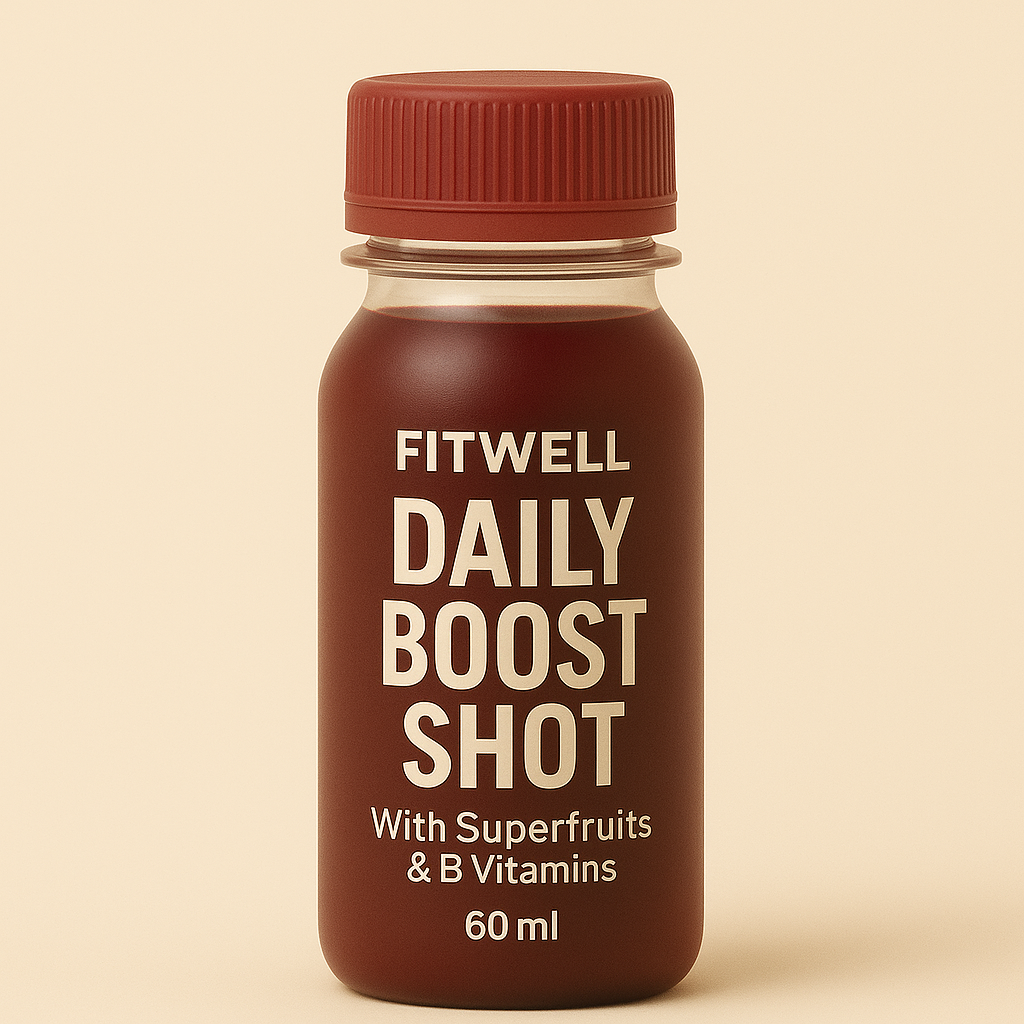 FITWELL
DAILY
BOOST
SHOT
With Superfruits
& B Vitamins
60 ml